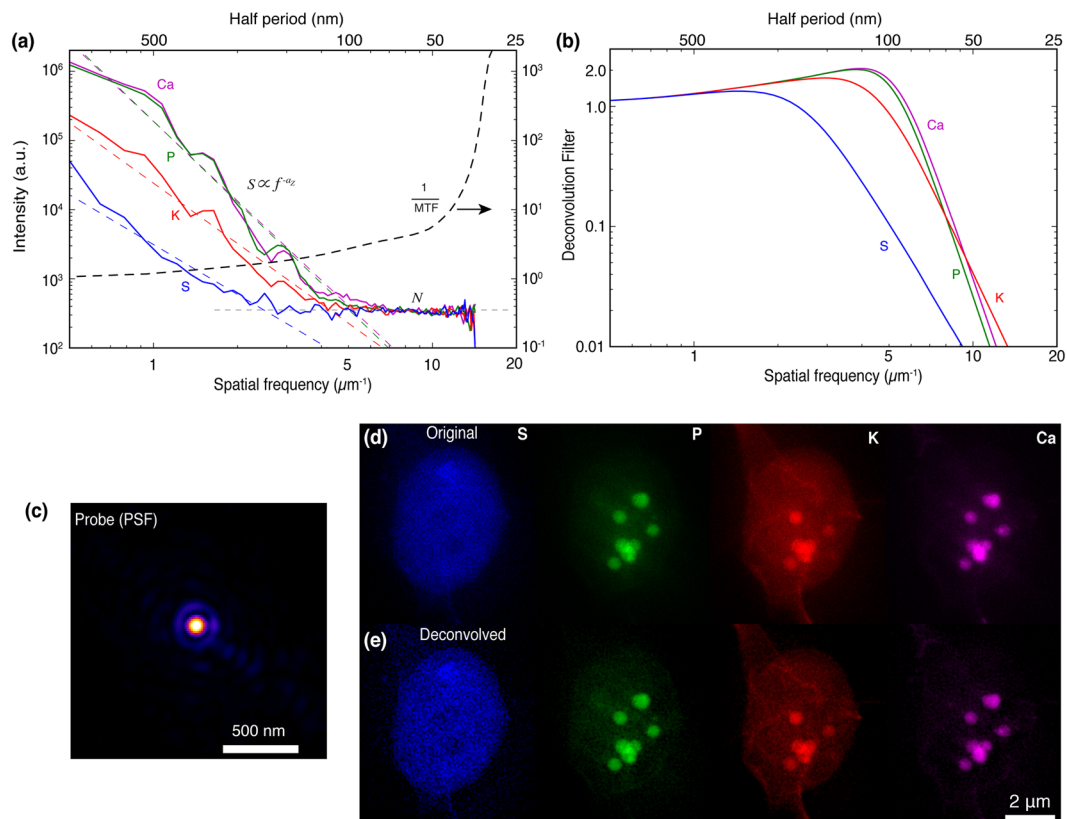 Half period (nm)
(a)
500
100
50
25
Intensity (a.u.)
10⁶
10⁵
10⁴
10³
10²
10³
10²
10¹
10⁰
10⁻¹
Ca
P
K
S
S∝f^-a_z
1
MTF
N
1
5
10
20
Spatial frequency (µm⁻¹)
Half period (nm)
(b)
500
100
50
25
Deconvolution Filter
2.0
1.0
0.1
0.01
Ca
S
P
K
1
5
10
20
Spatial frequency (µm⁻¹)
(c)
Probe (PSF)
500 nm
(d) Original S P K Ca
(e) Deconvolved
2 µm